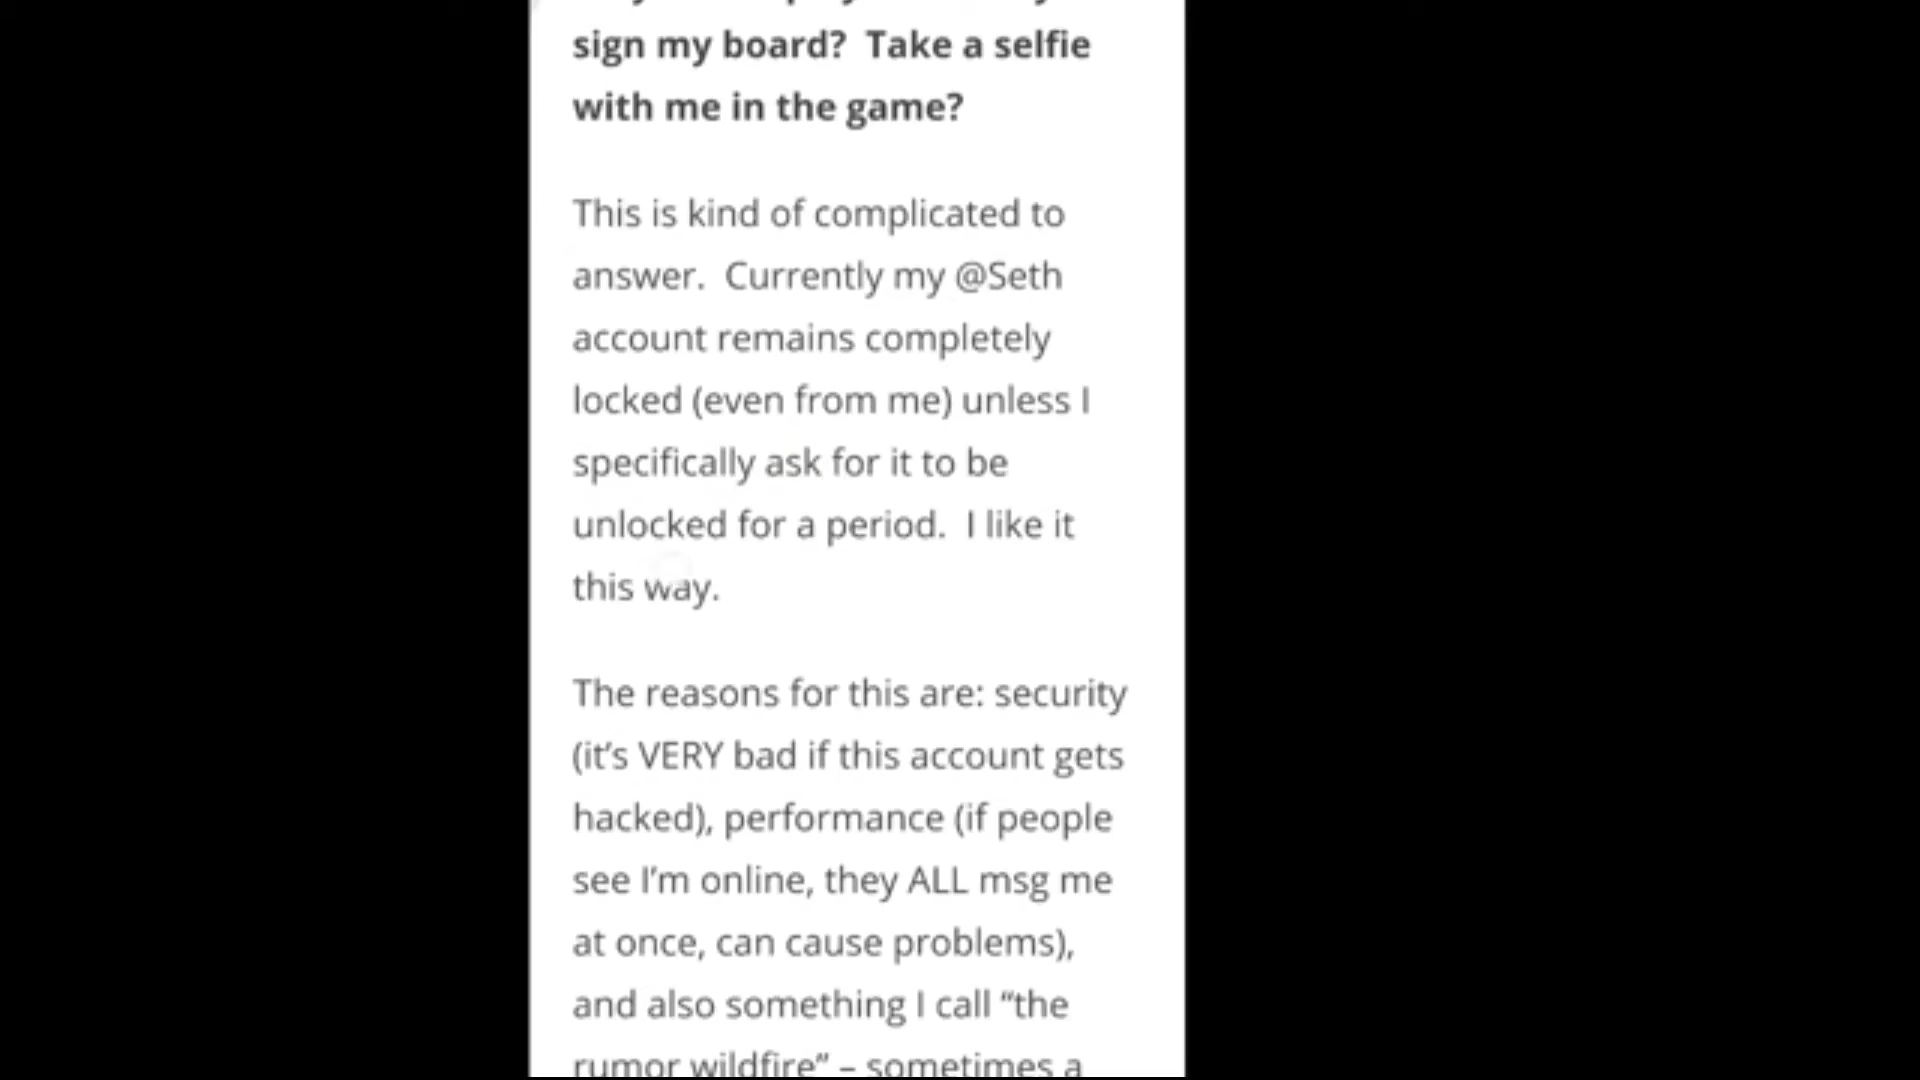 sign my board?  Take a selfie
with me in the game?
This is kind of complicated to
answer.  Currently my @Seth
account remains completely
locked (even from me) unless I
specifically ask for it to be
unlocked for a period.  I like it
this way.
The reasons for this are: security
(it’s VERY bad if this account gets
hacked), performance (if people
see I’m online, they ALL msg me
at once, can cause problems),
and also something I call “the
rumor wildfire” – sometimes a